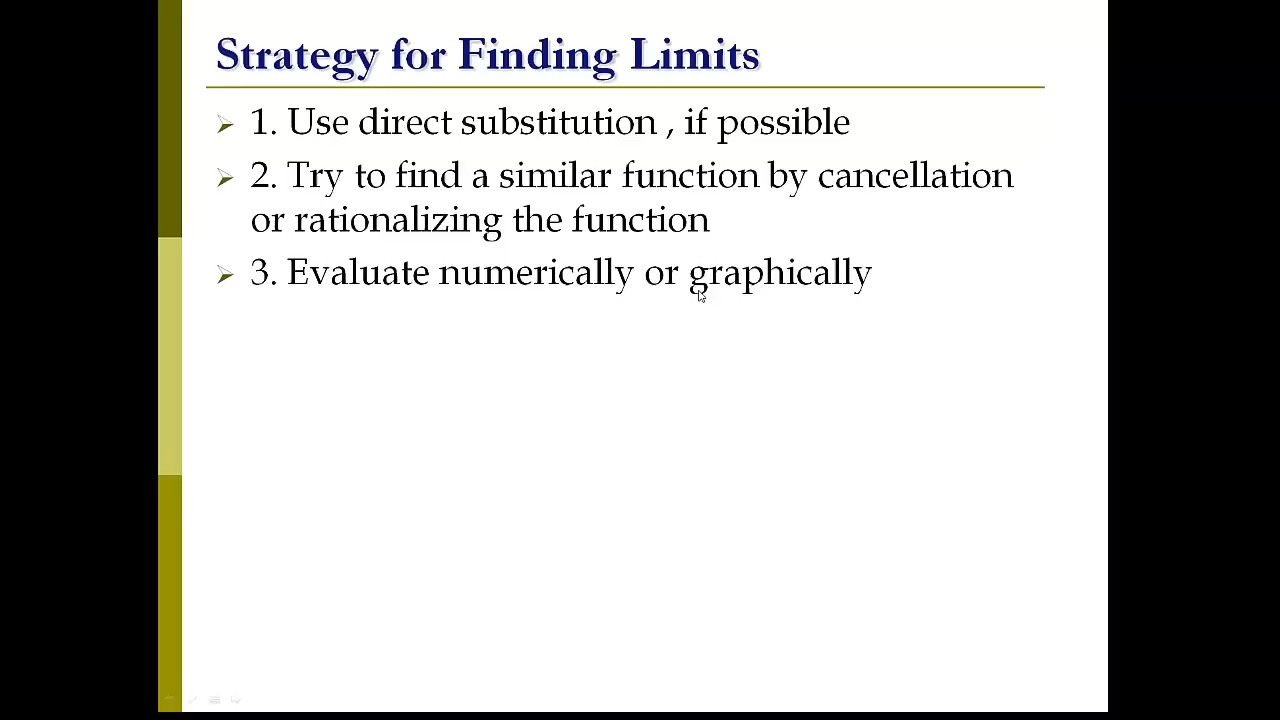 Strategy for Finding Limits
1. Use direct substitution , if possible
2. Try to find a similar function by cancellation
or rationalizing the function
3. Evaluate numerically or graphically